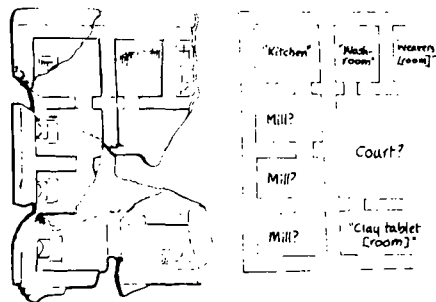 "Kitchen"
"Wash-
room"
Weavers
[room]"
Mill?
Court?
Mill?
Mill?
"Clay tablet
[room]"